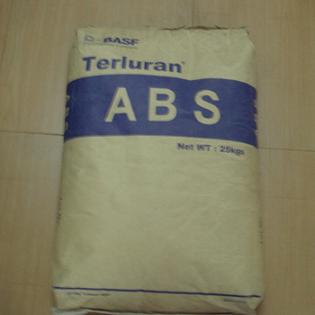 BASF
Terluran®
ABS
Net WT : 25kgs